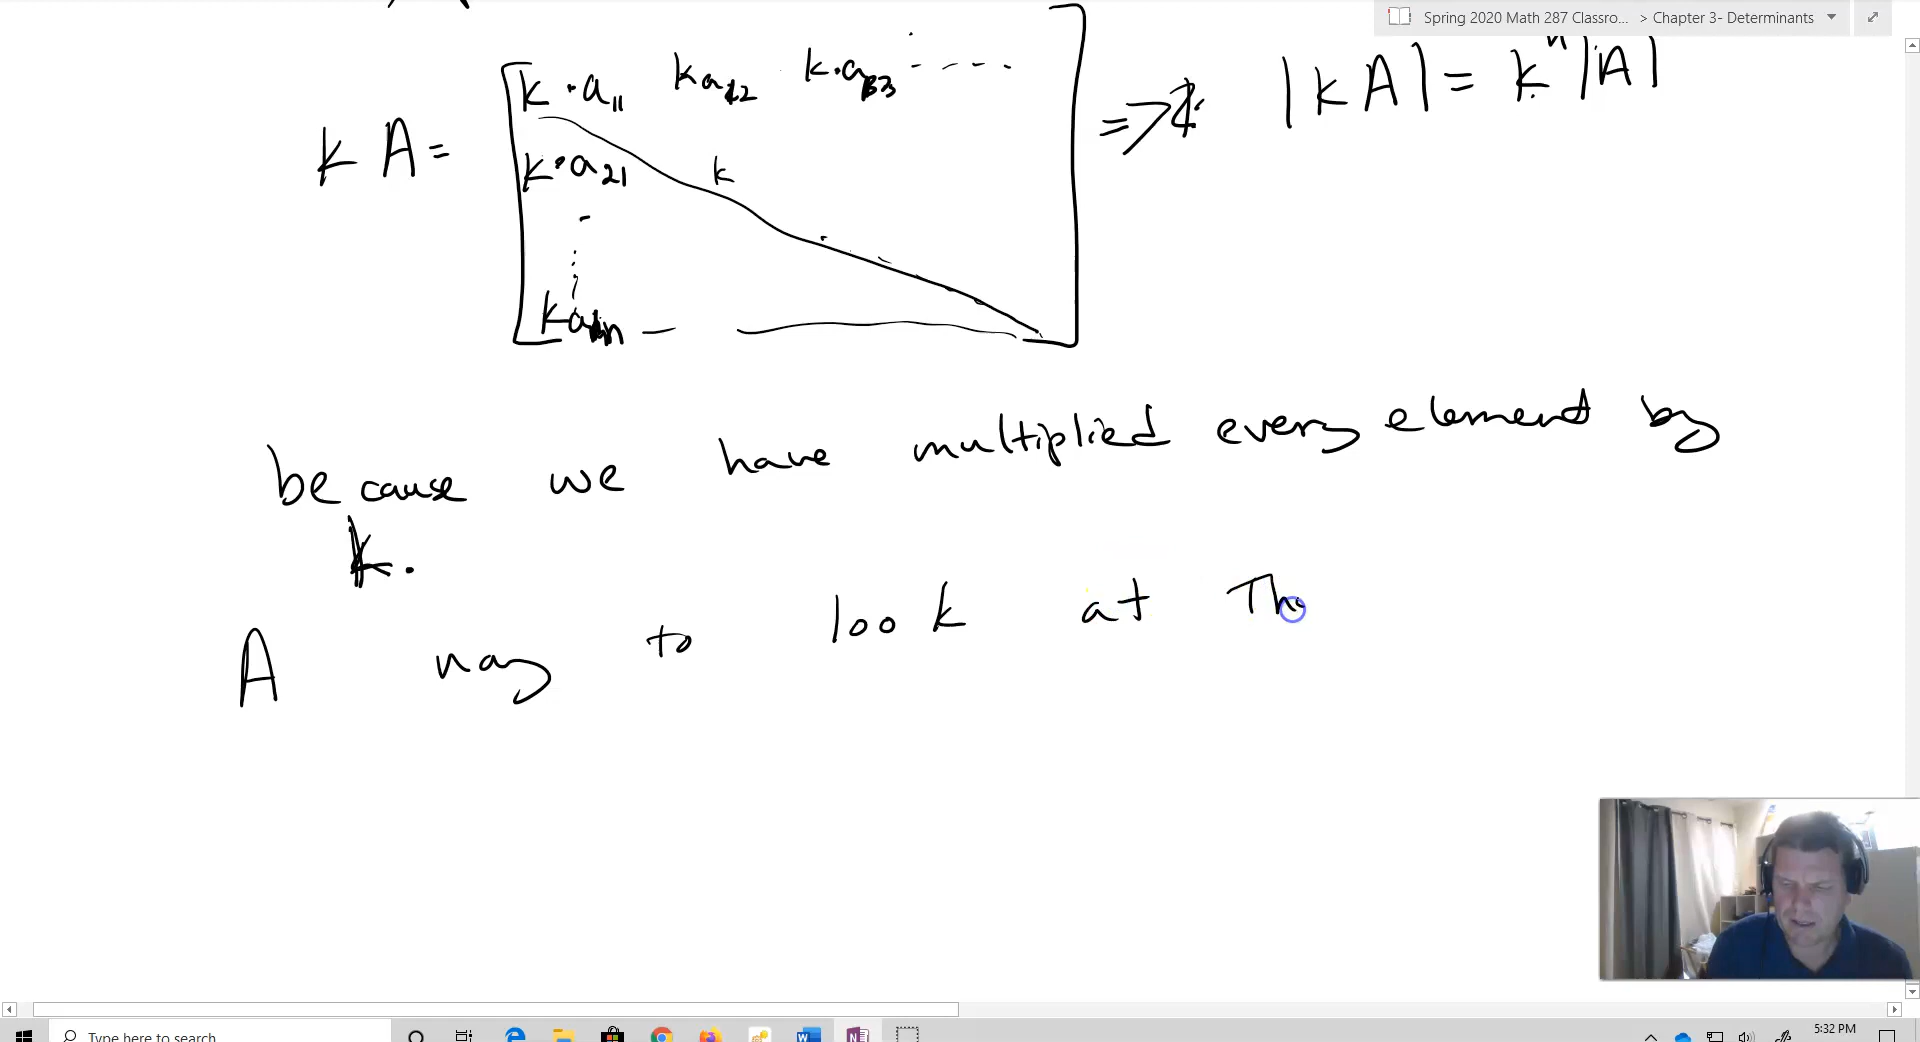 Spring 2020 Math 287 Classro... > Chapter 3- Determinants
k·a₁₁ ka₁₂ k·a₁₃ ·····
kA= => |kA| = kⁿ|A|
k·a₂₁ k
because we have multiplied every element by
k.
A way to look at Th
Type here to search
5:32 PM